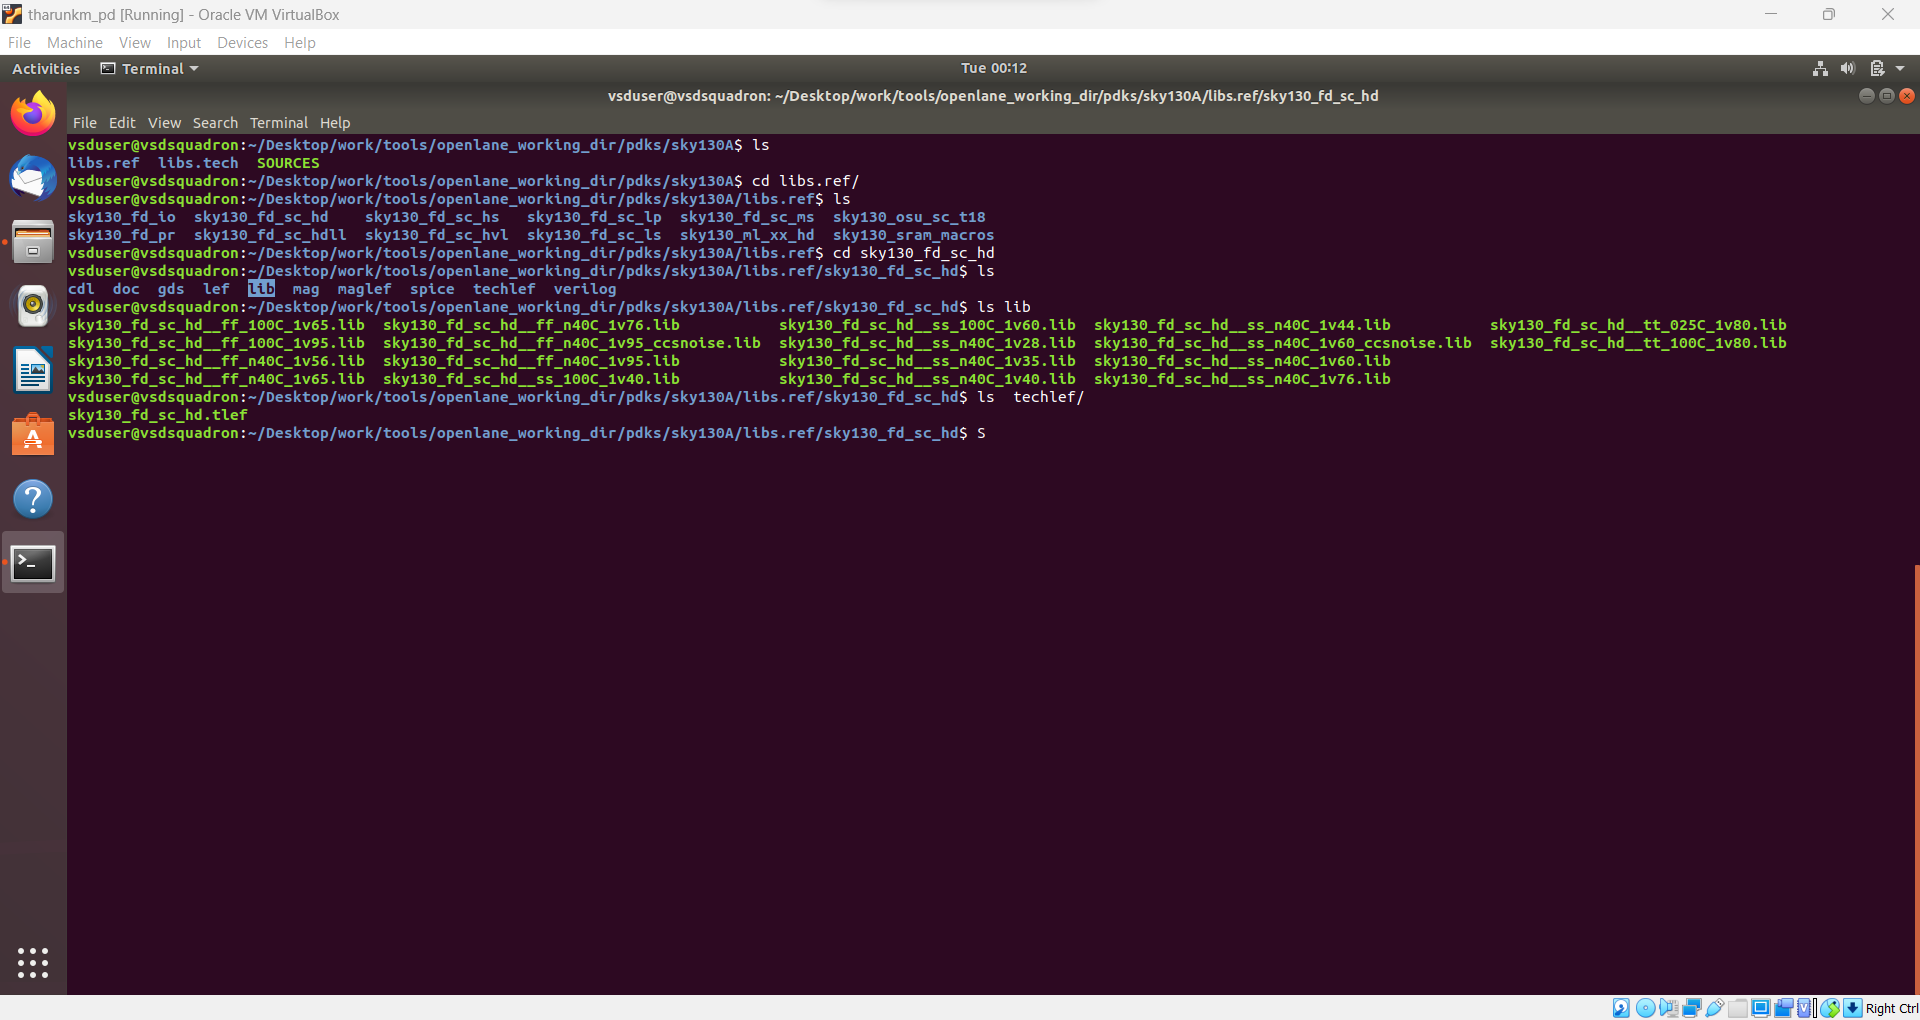 tharunkm_pd [Running] - Oracle VM VirtualBox
File Machine View Input Devices Help
Activities Terminal Tue 00:12
vsduser@vsdsquadron: ~/Desktop/work/tools/openlane_working_dir/pdks/sky130A/libs.ref/sky130_fd_sc_hd
File Edit View Search Terminal Help
vsduser@vsdsquadron:~/Desktop/work/tools/openlane_working_dir/pdks/sky130A$ ls
libs.ref libs.tech SOURCES
vsduser@vsdsquadron:~/Desktop/work/tools/openlane_working_dir/pdks/sky130A$ cd libs.ref/
vsduser@vsdsquadron:~/Desktop/work/tools/openlane_working_dir/pdks/sky130A/libs.ref$ ls
sky130_fd_io sky130_fd_sc_hd sky130_fd_sc_hs sky130_fd_sc_lp sky130_fd_sc_ms sky130_osu_sc_t18
sky130_fd_pr sky130_fd_sc_hdll sky130_fd_sc_hvl sky130_fd_sc_ls sky130_ml_xx_hd sky130_sram_macros
vsduser@vsdsquadron:~/Desktop/work/tools/openlane_working_dir/pdks/sky130A/libs.ref$ cd sky130_fd_sc_hd
vsduser@vsdsquadron:~/Desktop/work/tools/openlane_working_dir/pdks/sky130A/libs.ref/sky130_fd_sc_hd$ ls
cdl doc gds lef lib mag maglef spice techlef verilog
vsduser@vsdsquadron:~/Desktop/work/tools/openlane_working_dir/pdks/sky130A/libs.ref/sky130_fd_sc_hd$ ls lib
sky130_fd_sc_hd__ff_100C_1v65.lib sky130_fd_sc_hd__ff_n40C_1v76.lib sky130_fd_sc_hd__ss_100C_1v60.lib sky130_fd_sc_hd__ss_n40C_1v44.lib sky130_fd_sc_hd__tt_025C_1v80.lib
sky130_fd_sc_hd__ff_100C_1v95.lib sky130_fd_sc_hd__ff_n40C_1v95_ccsnoise.lib sky130_fd_sc_hd__ss_n40C_1v28.lib sky130_fd_sc_hd__ss_n40C_1v60_ccsnoise.lib sky130_fd_sc_hd__tt_100C_1v80.lib
sky130_fd_sc_hd__ff_n40C_1v56.lib sky130_fd_sc_hd__ff_n40C_1v95.lib sky130_fd_sc_hd__ss_n40C_1v35.lib sky130_fd_sc_hd__ss_n40C_1v60.lib
sky130_fd_sc_hd__ff_n40C_1v65.lib sky130_fd_sc_hd__ss_100C_1v40.lib sky130_fd_sc_hd__ss_n40C_1v40.lib sky130_fd_sc_hd__ss_n40C_1v76.lib
vsduser@vsdsquadron:~/Desktop/work/tools/openlane_working_dir/pdks/sky130A/libs.ref/sky130_fd_sc_hd$ ls  techlef/
sky130_fd_sc_hd.tlef
vsduser@vsdsquadron:~/Desktop/work/tools/openlane_working_dir/pdks/sky130A/libs.ref/sky130_fd_sc_hd$ S
Right Ctrl